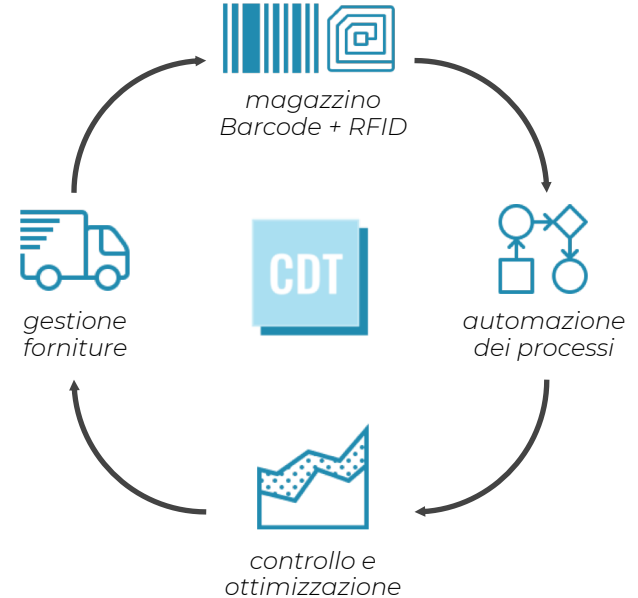 magazzino
Barcode + RFID
CDT
gestione
forniture
automazione
dei processi
controllo e
ottimizzazione